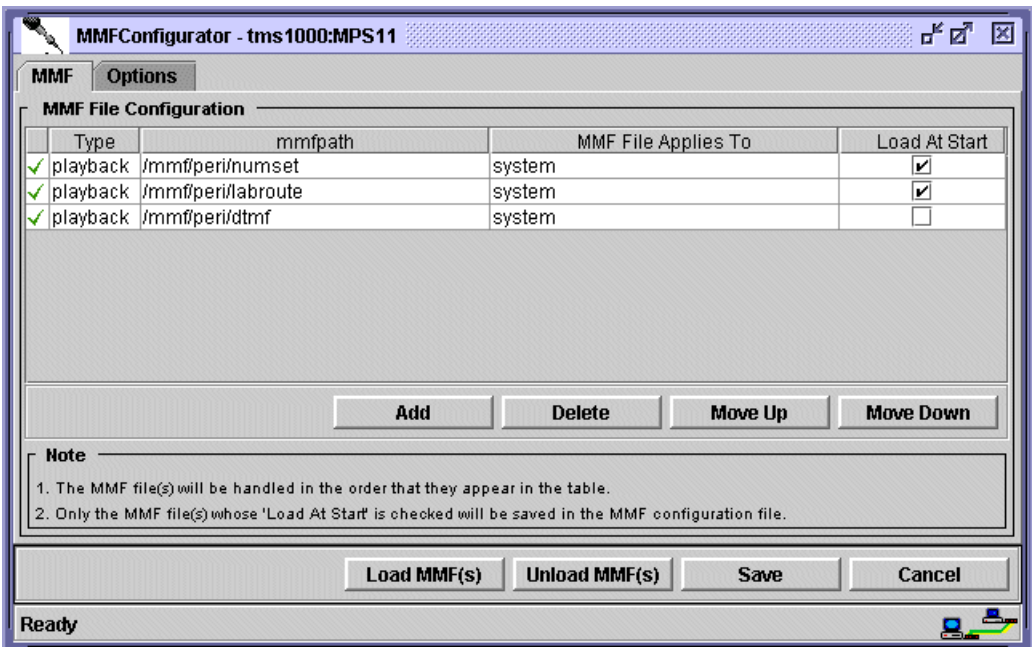 MMFConfigurator - tms1000:MPS11
MMF Options
MMF File Configuration
Type mmfpath MMF File Applies To Load At Start
playback /mmf/peri/numset system
playback /mmf/peri/labroute system
playback /mmf/peri/dtmf system
Add Delete Move Up Move Down
Note
1. The MMF file(s) will be handled in the order that they appear in the table.
2. Only the MMF file(s) whose 'Load At Start' is checked will be saved in the MMF configuration file.
Load MMF(s) Unload MMF(s) Save Cancel
Ready